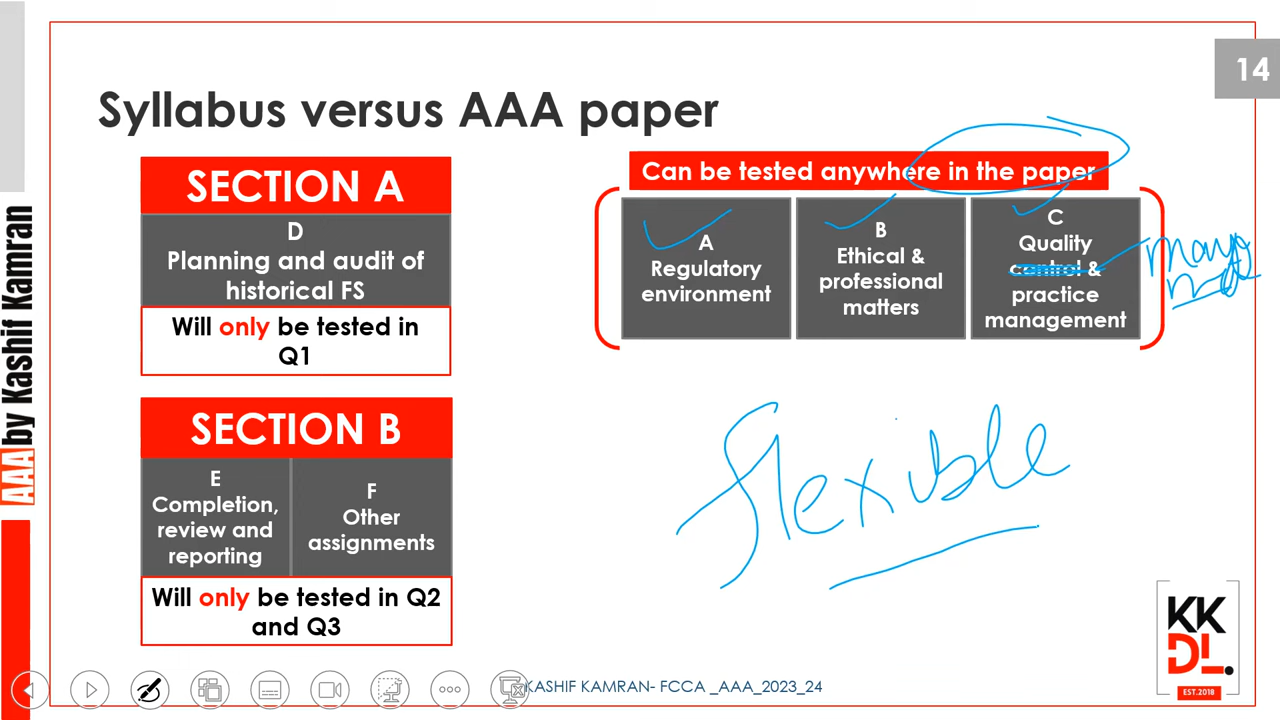 14
Syllabus versus AAA paper
SECTION A
D
Planning and audit of
historical FS
Will only be tested in
Q1
SECTION B
E
Completion,
review and
reporting
F
Other
assignments
Will only be tested in Q2
and Q3
Can be tested anywhere in the paper
A
Regulatory
environment
B
Ethical &
professional
matters
C
Quality
control &
practice
management
flexible
AAA by Kashif Kamran
KASHIF KAMRAN- FCCA _AAA_2023_24
KK
DL.
EST.2018